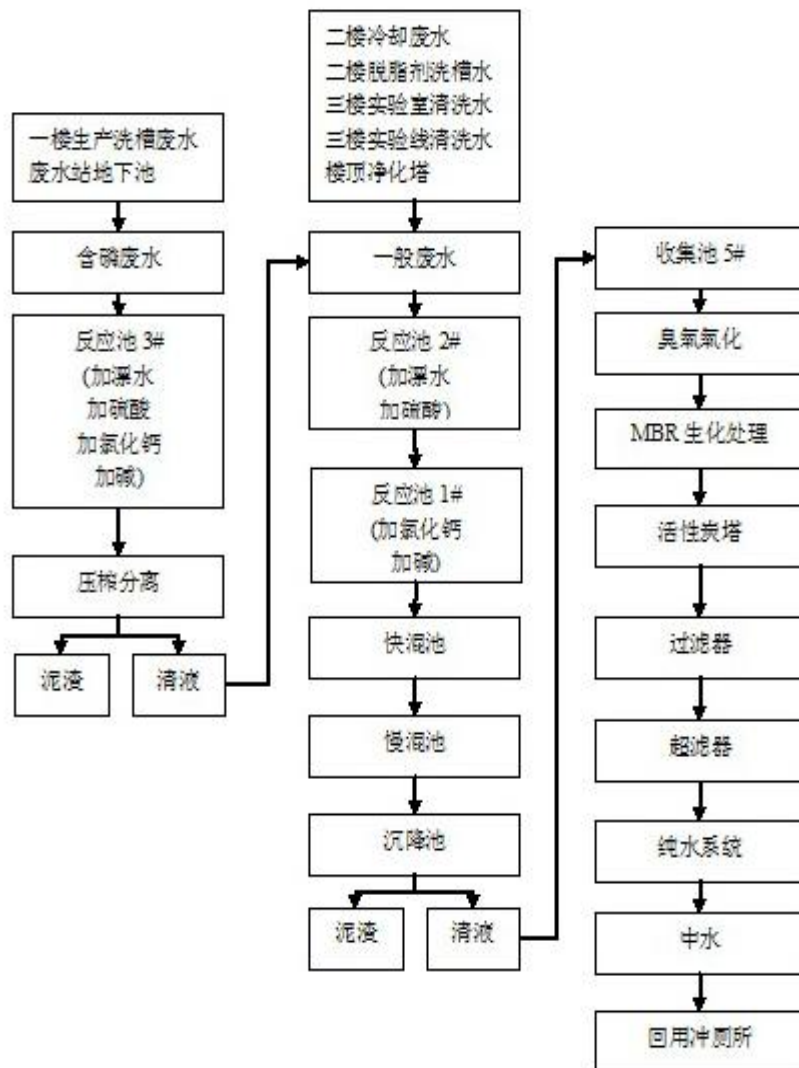 一楼生产洗槽废水
废水站地下池
含磷废水
反应池 3#
(加漂水
加硫酸
加氯化钙
加碱)
压榨分离
泥渣
清液
二楼冷却废水
二楼脱脂剂洗槽水
三楼实验室清洗水
三楼实验线清洗水
楼顶净化塔
一般废水
反应池 2#
(加漂水
加硫酸)
反应池 1#
(加氯化钙
加碱)
快混池
慢混池
沉降池
泥渣
清液
收集池 5#
臭氧氧化
MBR 生化处理
活性炭塔
过滤器
超滤器
纯水系统
中水
回用冲厕所